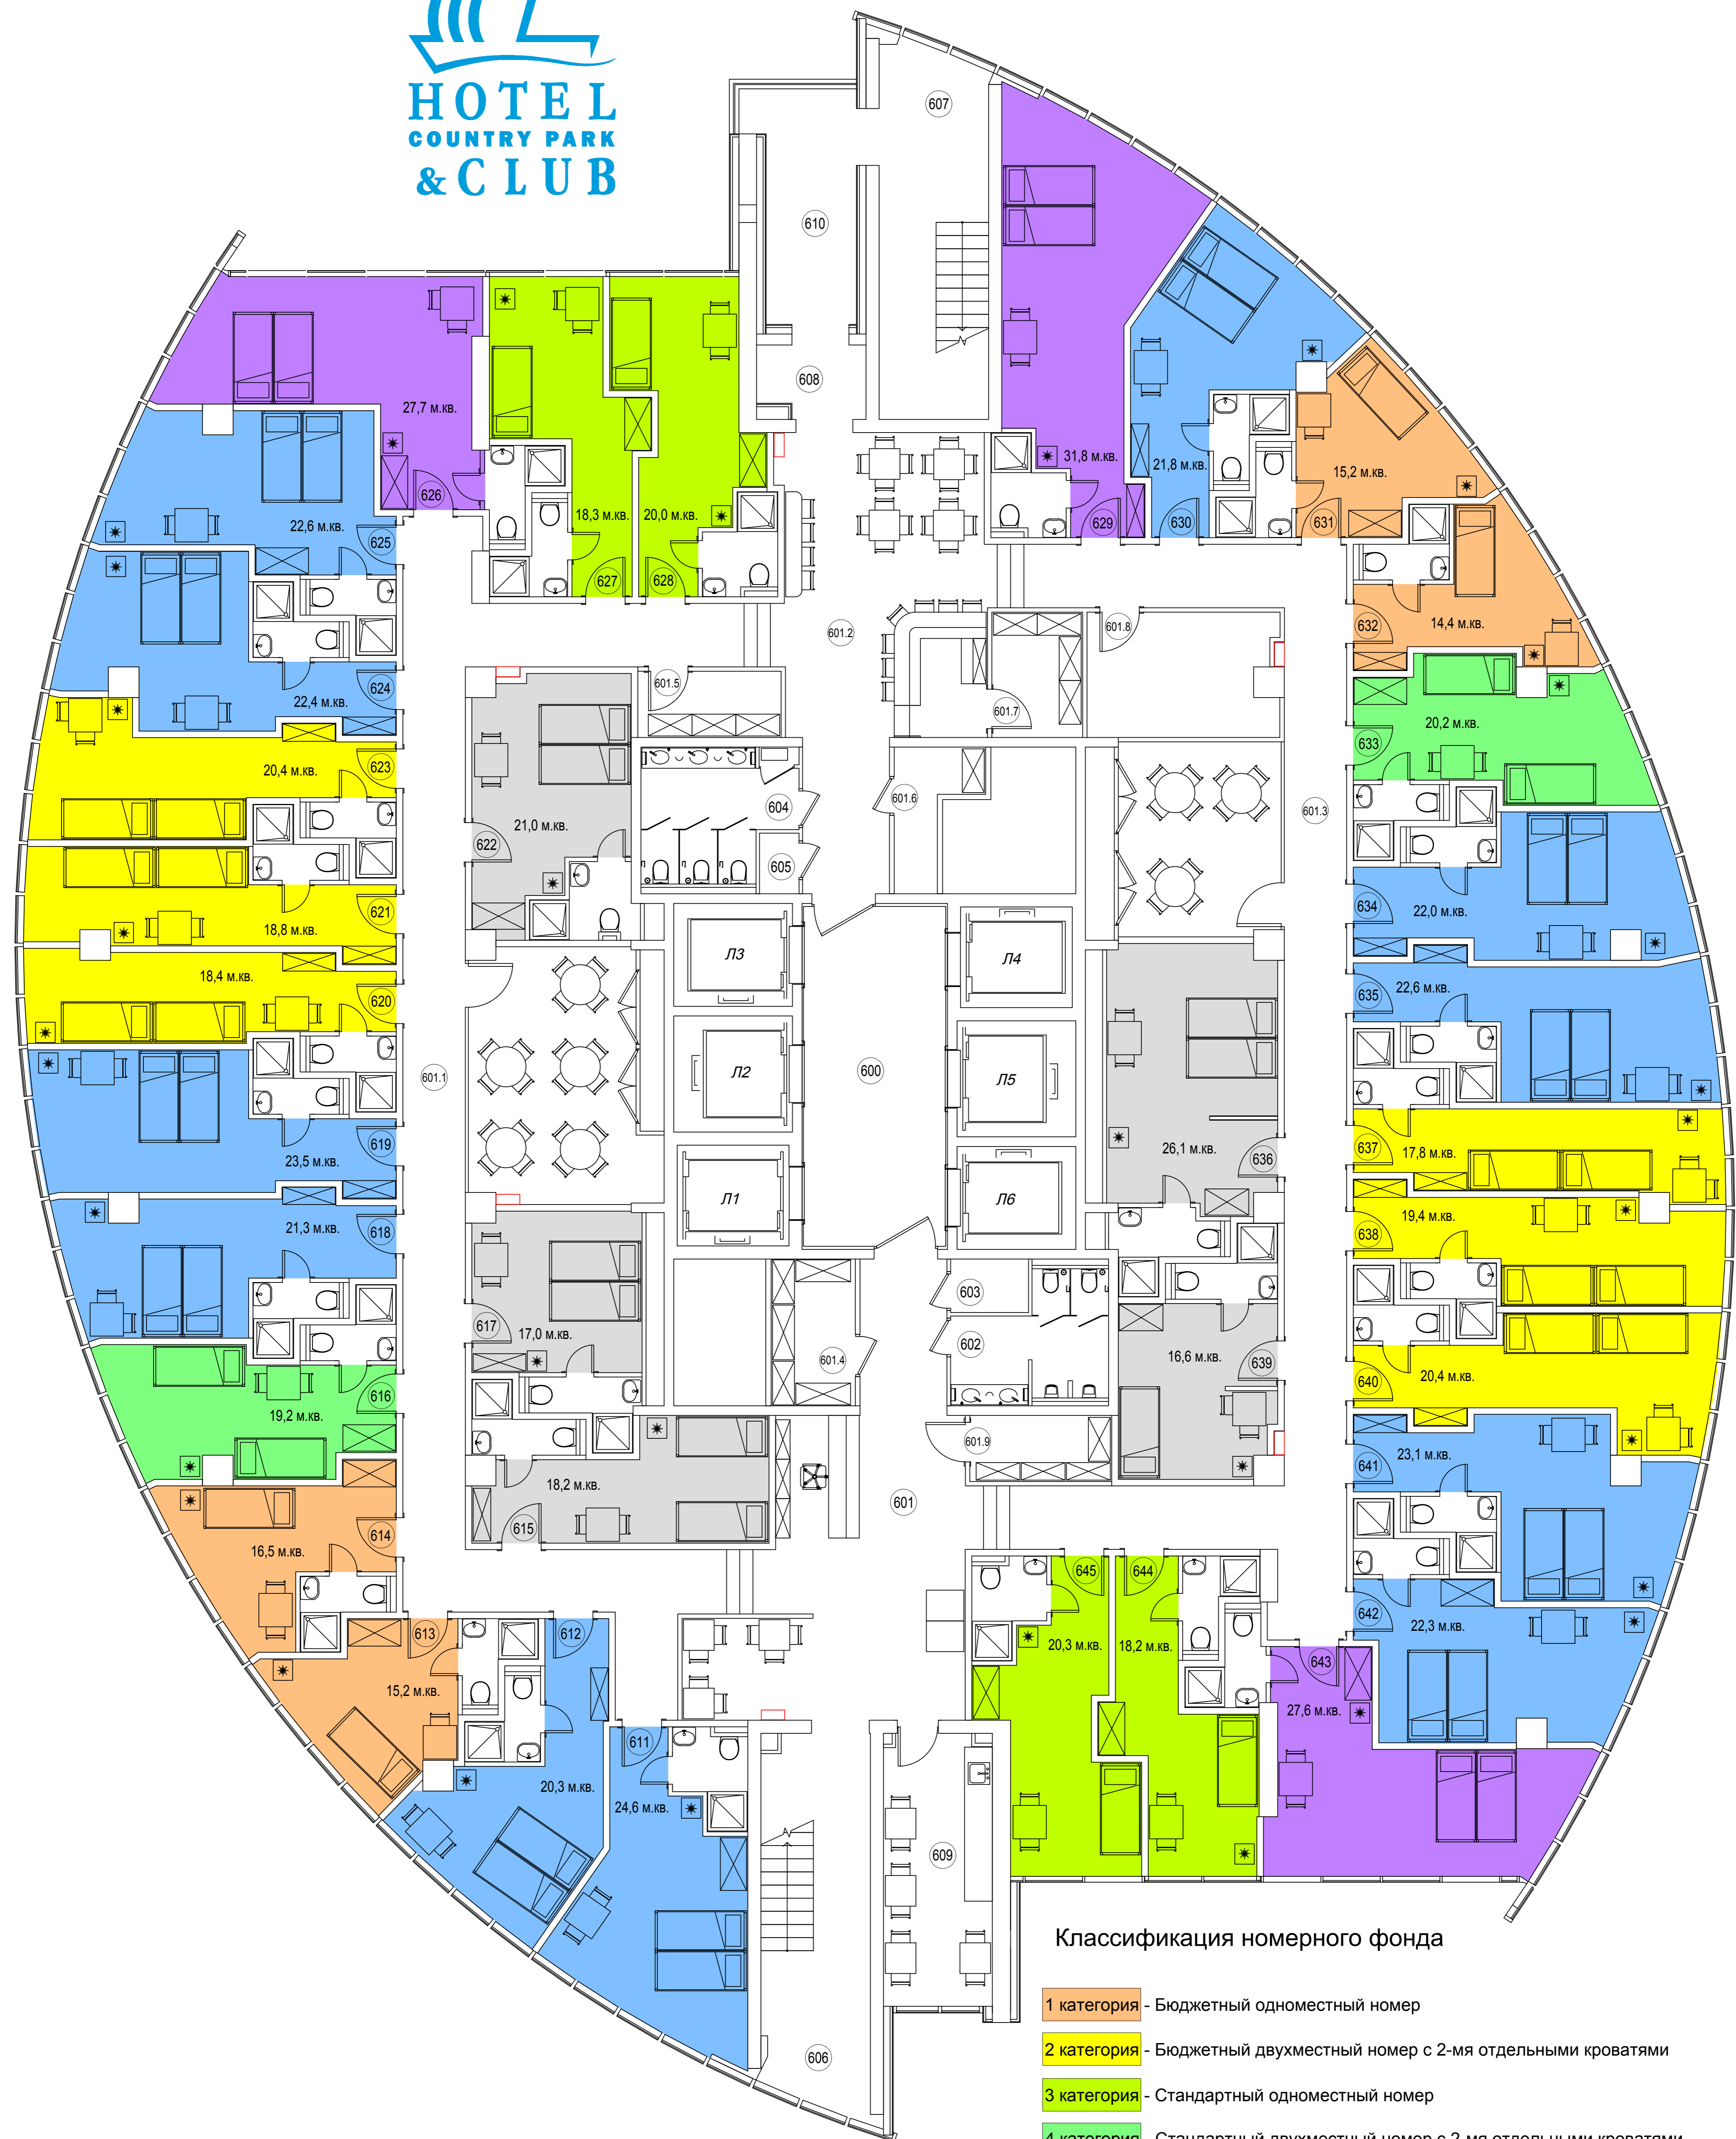 HOTEL
COUNTRY PARK
& CLUB
607
610
608
27,7 м.кв.
626
18,3 м.кв.
627
20,0 м.кв.
628
31,8 м.кв.
629
21,8 м.кв.
630
15,2 м.кв.
631
22,6 м.кв.
625
22,4 м.кв.
624
20,4 м.кв.
623
18,8 м.кв.
621
18,4 м.кв.
620
23,5 м.кв.
619
21,3 м.кв.
618
19,2 м.кв.
616
16,5 м.кв.
614
15,2 м.кв.
613
20,3 м.кв.
612
24,6 м.кв.
611
601.1
601.2
601.5
21,0 м.кв.
622
604
605
601.8
601.7
601.6
601.3
Л3
Л4
Л2
600
Л5
Л1
Л6
26,1 м.кв.
636
17,0 м.кв.
617
601.4
603
602
16,6 м.кв.
639
18,2 м.кв.
615
601.9
601
14,4 м.кв.
632
20,2 м.кв.
633
22,0 м.кв.
634
22,6 м.кв.
635
17,8 м.кв.
637
19,4 м.кв.
638
20,4 м.кв.
640
23,1 м.кв.
641
22,3 м.кв.
642
27,6 м.кв.
643
18,2 м.кв.
644
20,3 м.кв.
645
609
606
Классификация номерного фонда
1 категория - Бюджетный одноместный номер
2 категория - Бюджетный двухместный номер с 2-мя отдельными кроватями
3 категория - Стандартный одноместный номер
4 категория - Стандартный двухместный номер с 2-мя отдельными кроватями